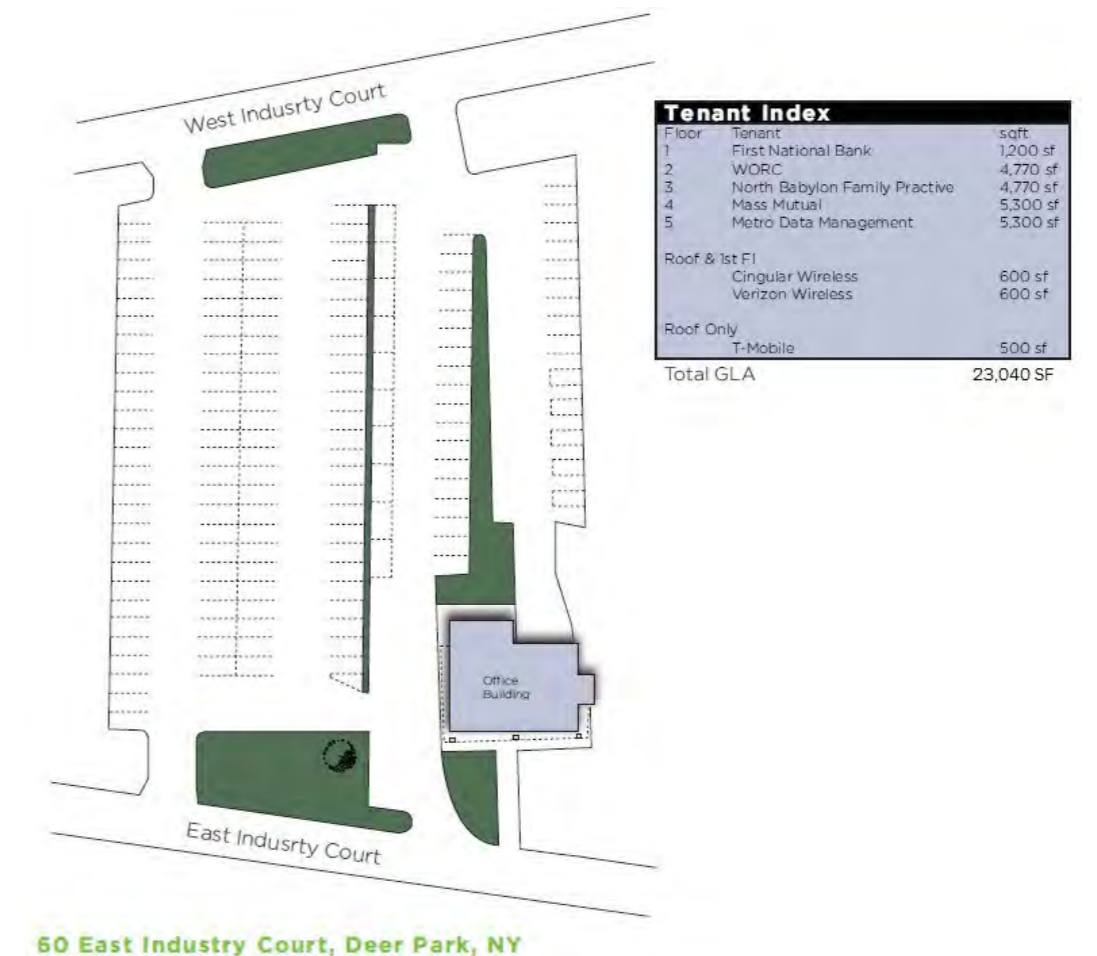 West Indusrty Court
Tenant Index
Floor Tenant sqft
1 First National Bank 1,200 sf
2 WORC 4,770 sf
3 North Babylon Family Practive 4,770 sf
4 Mass Mutual 5,300 sf
5 Metro Data Management 5,300 sf
Roof & 1st Fl
Cingular Wireless 600 sf
Verizon Wireless 600 sf
Roof Only
T-Mobile 500 sf
Total GLA 23,040 SF
Office
Building
East Indusrty Court
60 East Industry Court, Deer Park, NY